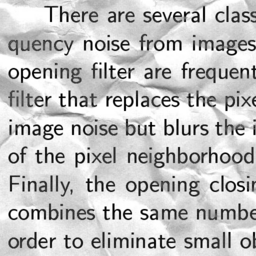 There are several class
quency noise from images
opening filter are frequent
filter that replaces the pixe
image noise but blurs the i
of the pixel neighborhood
Finally, the opening closi
combines the same numbe
order to eliminate small ob